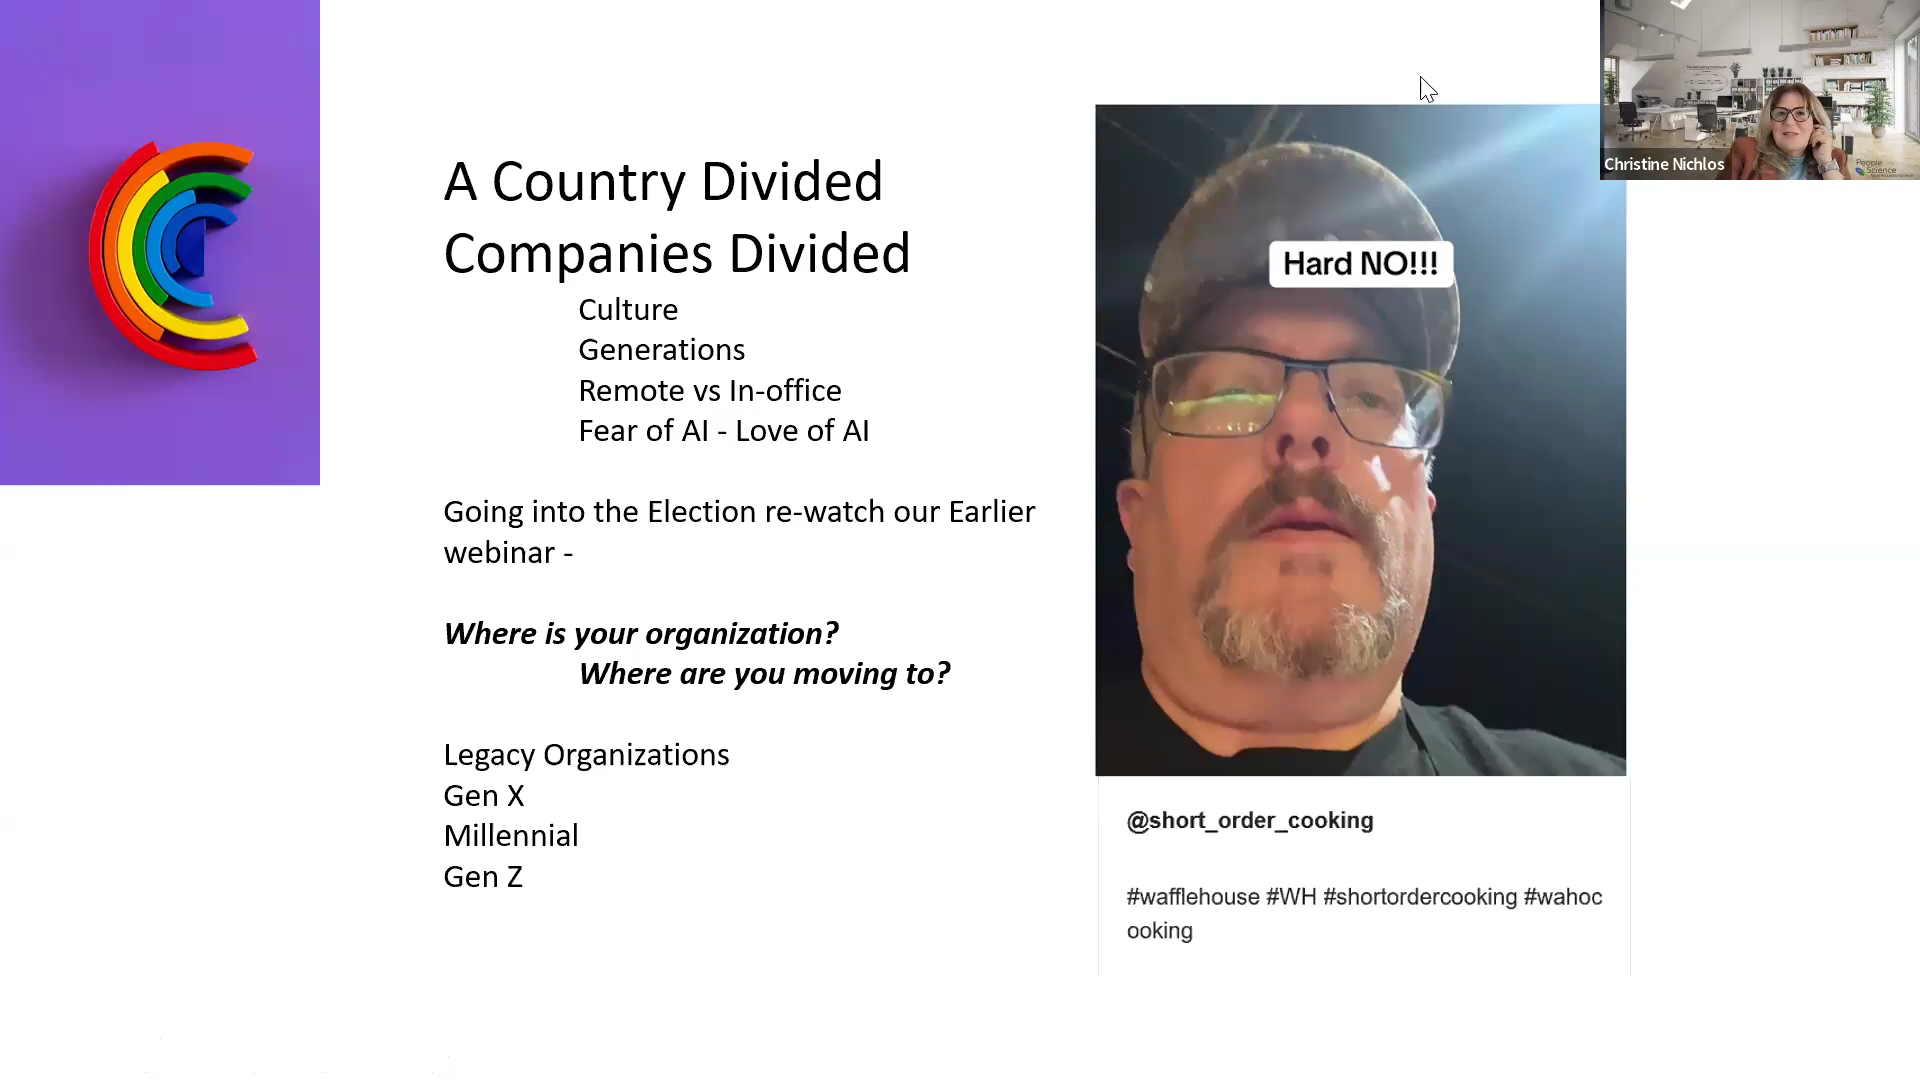 A Country Divided
Companies Divided
Culture
Generations
Remote vs In-office
Fear of AI - Love of AI
Going into the Election re-watch our Earlier
webinar -
Where is your organization?
Where are you moving to?
Legacy Organizations
Gen X
Millennial
Gen Z
Hard NO!!!
@short_order_cooking
#wafflehouse #WH #shortordercooking #wahoc
ooking
Christine Nichlos
People
Science